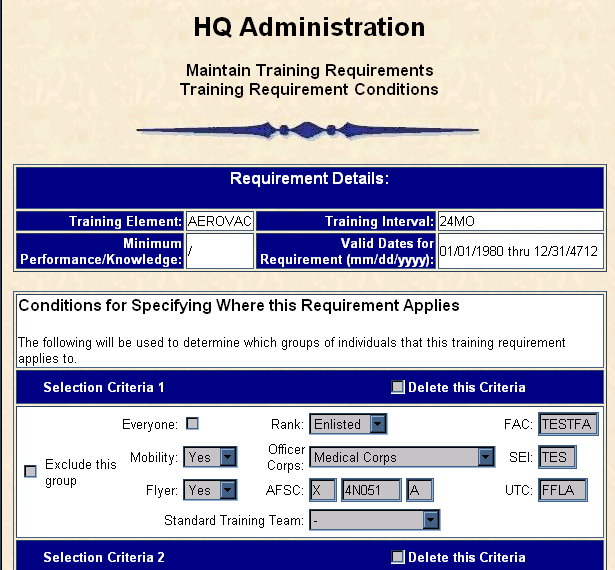 HQ Administration
Maintain Training Requirements
Training Requirement Conditions
Requirement Details:
Training Element: AEROVAC Training Interval: 24MO
Minimum Performance/Knowledge: / Valid Dates for Requirement (mm/dd/yyyy): 01/01/1980 thru 12/31/4712
Conditions for Specifying Where this Requirement Applies
The following will be used to determine which groups of individuals that this training requirement
applies to.
Selection Criteria 1 Delete this Criteria
Everyone: Rank: Enlisted FAC: TESTFA
Exclude this group
Mobility: Yes Officer Corps: Medical Corps SEI: TES
Flyer: Yes AFSC: X 4N051 A UTC: FFLA
Standard Training Team: -
Selection Criteria 2 Delete this Criteria